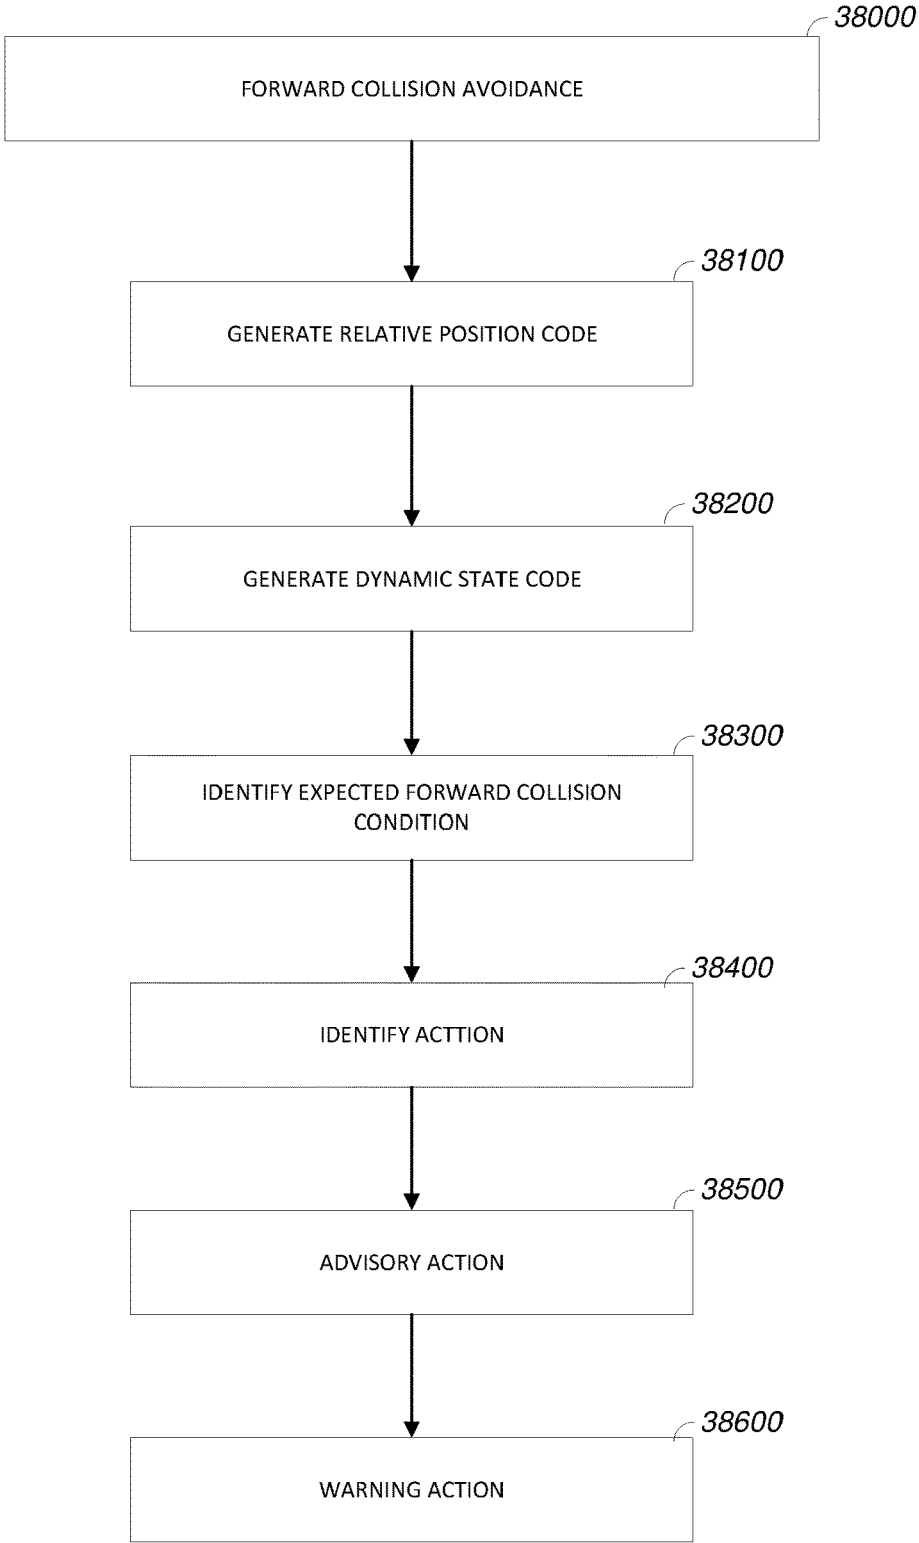 38000
FORWARD COLLISION AVOIDANCE
38100
GENERATE RELATIVE POSITION CODE
38200
GENERATE DYNAMIC STATE CODE
38300
IDENTIFY EXPECTED FORWARD COLLISION
CONDITION
38400
IDENTIFY ACTTION
38500
ADVISORY ACTION
38600
WARNING ACTION